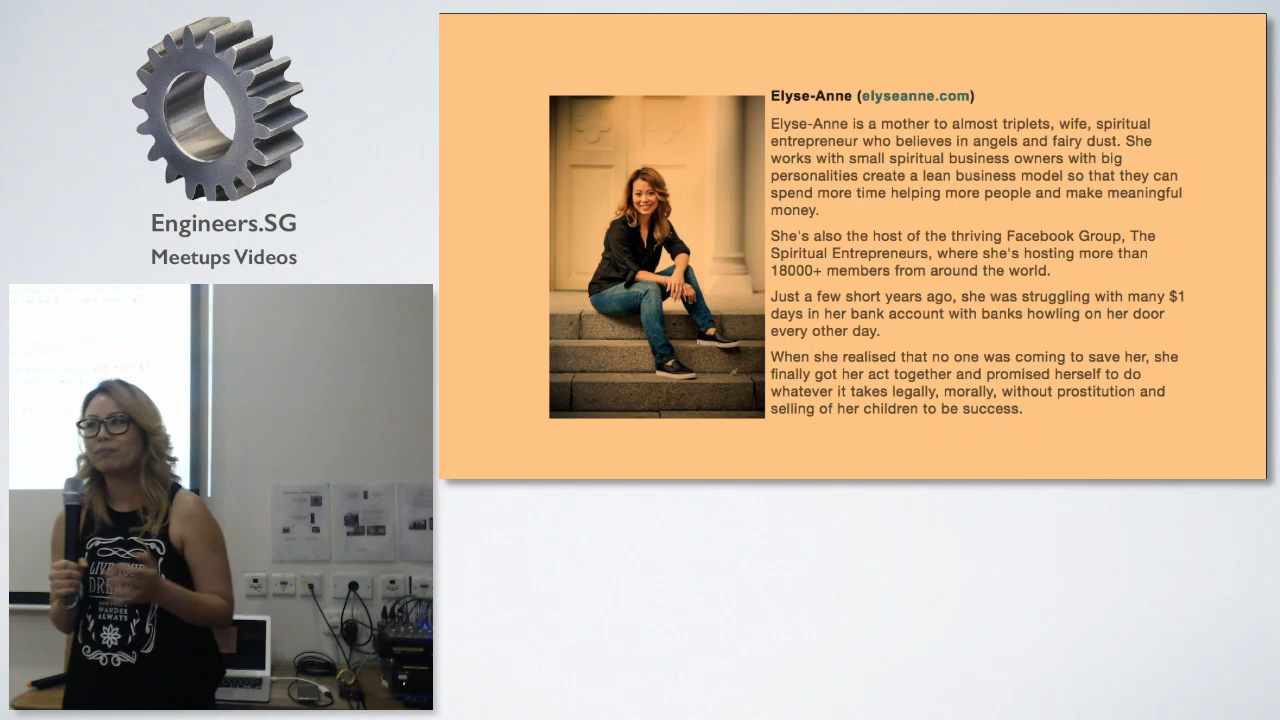 Engineers.SG
Meetups Videos
Elyse-Anne (elyseanne.com)
Elyse-Anne is a mother to almost triplets, wife, spiritual
entrepreneur who believes in angels and fairy dust. She
works with small spiritual business owners with big
personalities create a lean business model so that they can
spend more time helping more people and make meaningful
money.
She's also the host of the thriving Facebook Group, The
Spiritual Entrepreneurs, where she's hosting more than
18000+ members from around the world.
Just a few short years ago, she was struggling with many $1
days in her bank account with banks howling on her door
every other day.
When she realised that no one was coming to save her, she
finally got her act together and promised herself to do
whatever it takes legally, morally, without prostitution and
selling of her children to be success.
LIVE YOUR
WANDER
ALWAYS